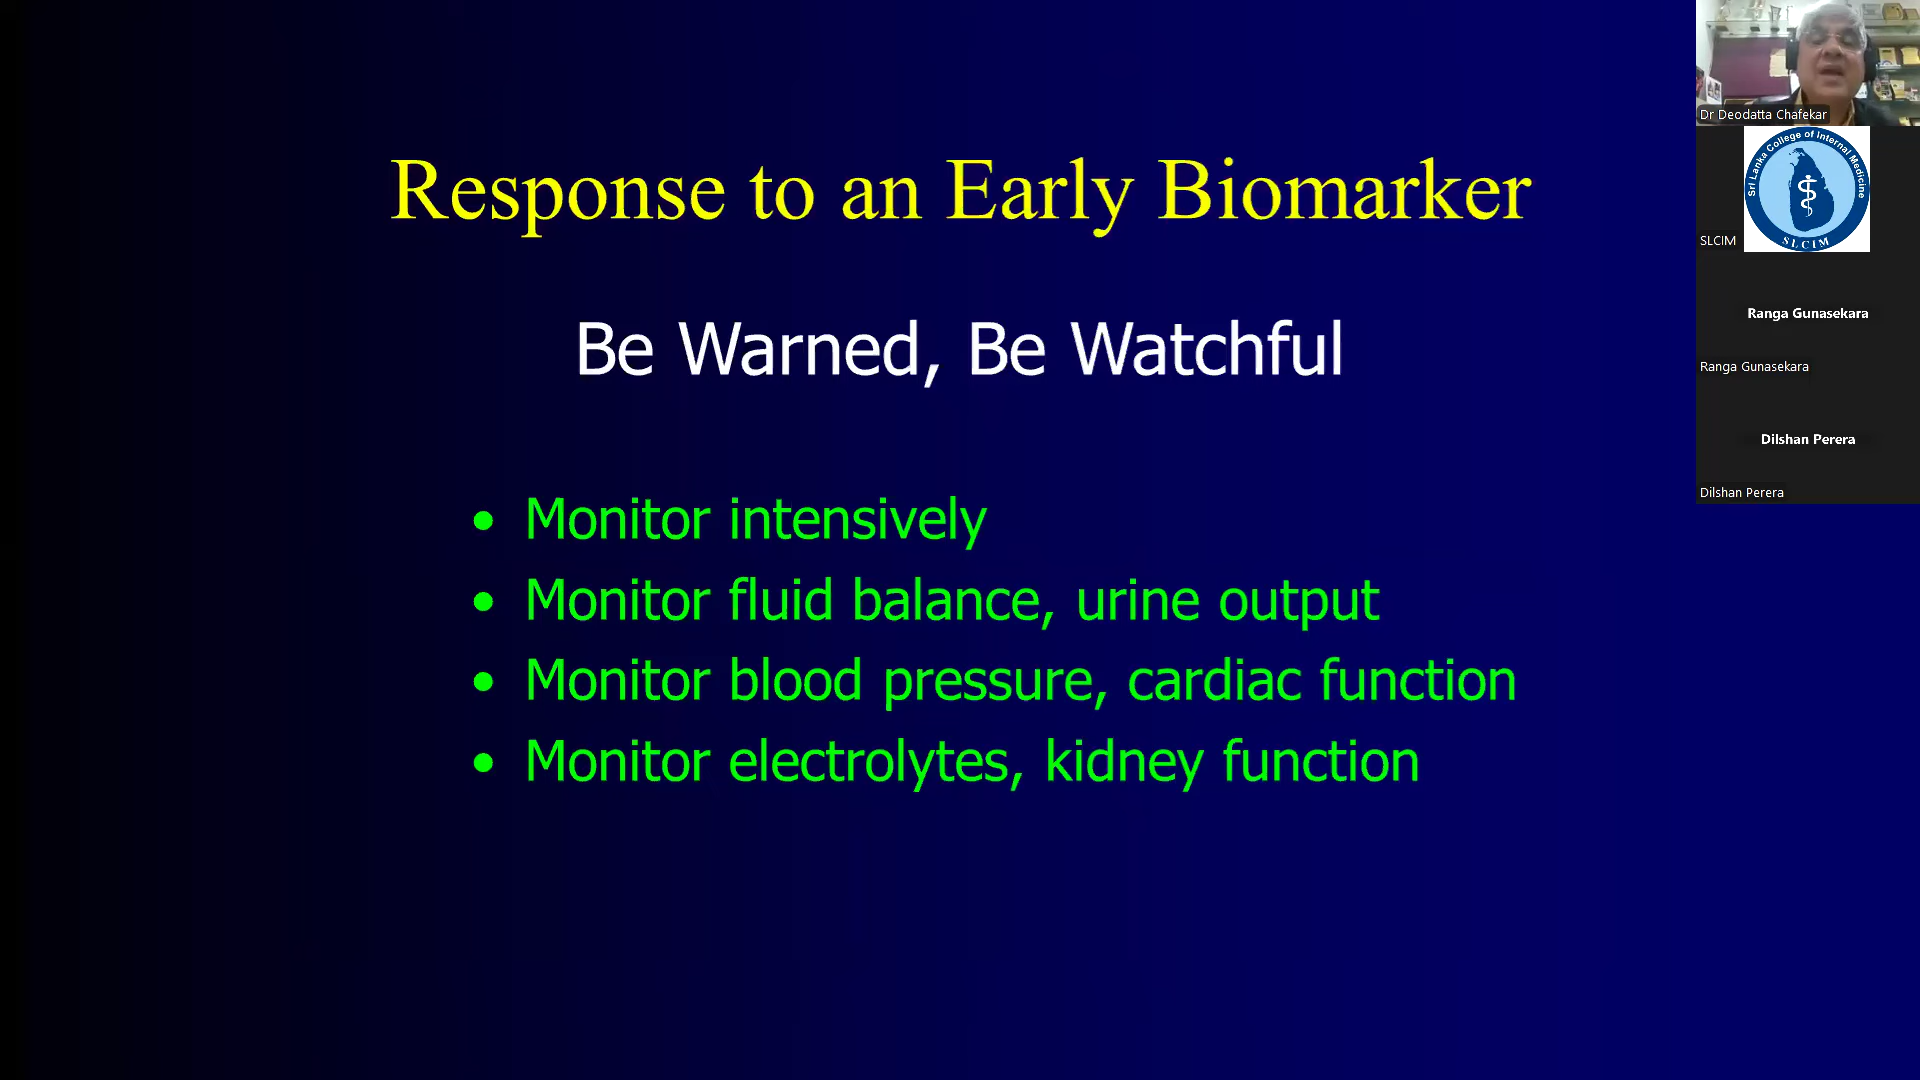 Response to an Early Biomarker
Be Warned, Be Watchful
• Monitor intensively
• Monitor fluid balance, urine output
• Monitor blood pressure, cardiac function
• Monitor electrolytes, kidney function
Dr Deodatta Chafekar
Sri Lanka College of Internal Medicine
SLCIM
SLCIM
Ranga Gunasekara
Ranga Gunasekara
Dilshan Perera
Dilshan Perera